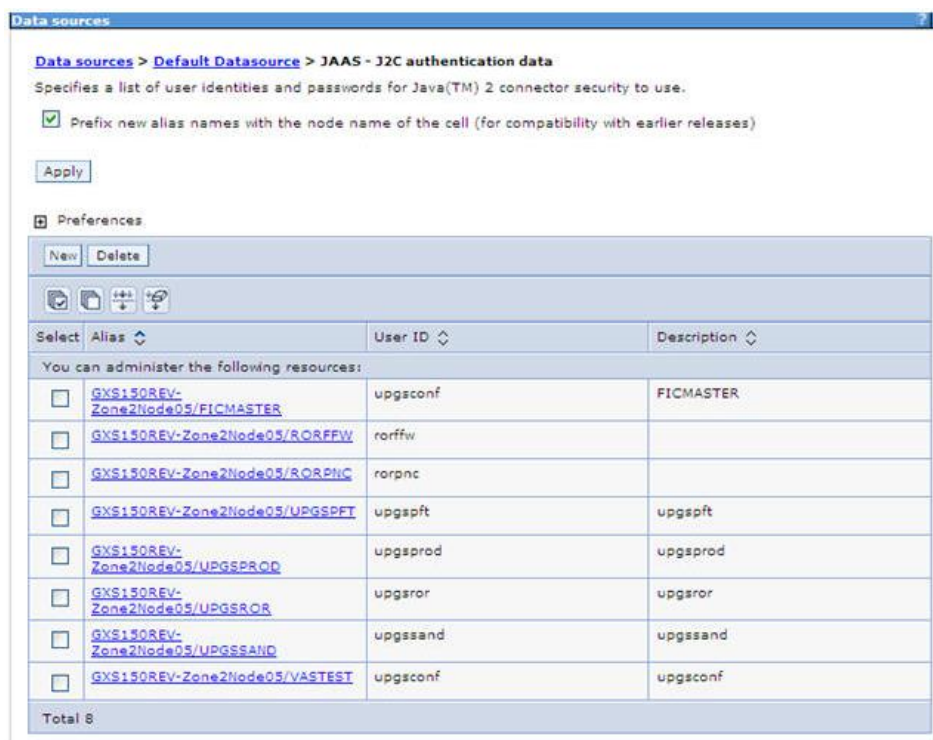 Data sources
?
Data sources > Default Datasource > JAAS - J2C authentication data
Specifies a list of user identities and passwords for Java(TM) 2 connector security to use.
Prefix new alias names with the node name of the cell (for compatibility with earlier releases)
Apply
Preferences
New Delete
Select Alias User ID Description
You can administer the following resources:
GXS150REV-
Zone2Node05/FICMASTER upgsconf FICMASTER
GXS150REV-Zone2Node05/RORFFW rorffw
GXS150REV-Zone2Node05/RORPNC rorpnc
GXS150REV-Zone2Node05/UPGSPFT upgspft upgspft
GXS150REV-
Zone2Node05/UPGSPROD upgsprod upgsprod
GXS150REV-
Zone2Node05/UPGSROR upgsror upgsror
GXS150REV-
Zone2Node05/UPGSSAND upgssand upgssand
GXS150REV-Zone2Node05/VASTEST upgsconf upgsconf
Total 8